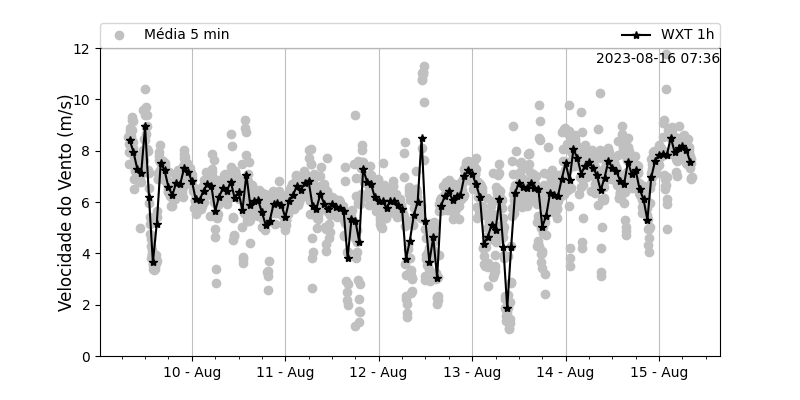 Média 5 min
WXT 1h
2023-08-16 07:36
Velocidade do Vento (m/s)
12
10
8
6
4
2
0
10 - Aug
11 - Aug
12 - Aug
13 - Aug
14 - Aug
15 - Aug